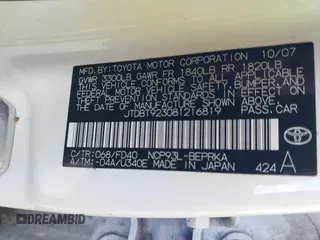 MFD. BY: TOYOTA MOTOR CORPORATION 10/07
GVWR 3300LB GAWR FR 1840LB RR 1820LB
THIS VEHICLE CONFORMS TO ALL APPLICABLE
FEDERAL MOTOR VEHICLE SAFETY, BUMPER, AND
THEFT PREVENTION STANDARDS IN EFFECT ON
THE DATE OF MANUFACTURE SHOWN ABOVE.
JTDBT923081216819 PASS. CAR
C/TR: 068/FD40 NCP93L-BEPRKA
A/TM: -04A/U340E MADE IN JAPAN
424 A
DREAMBID